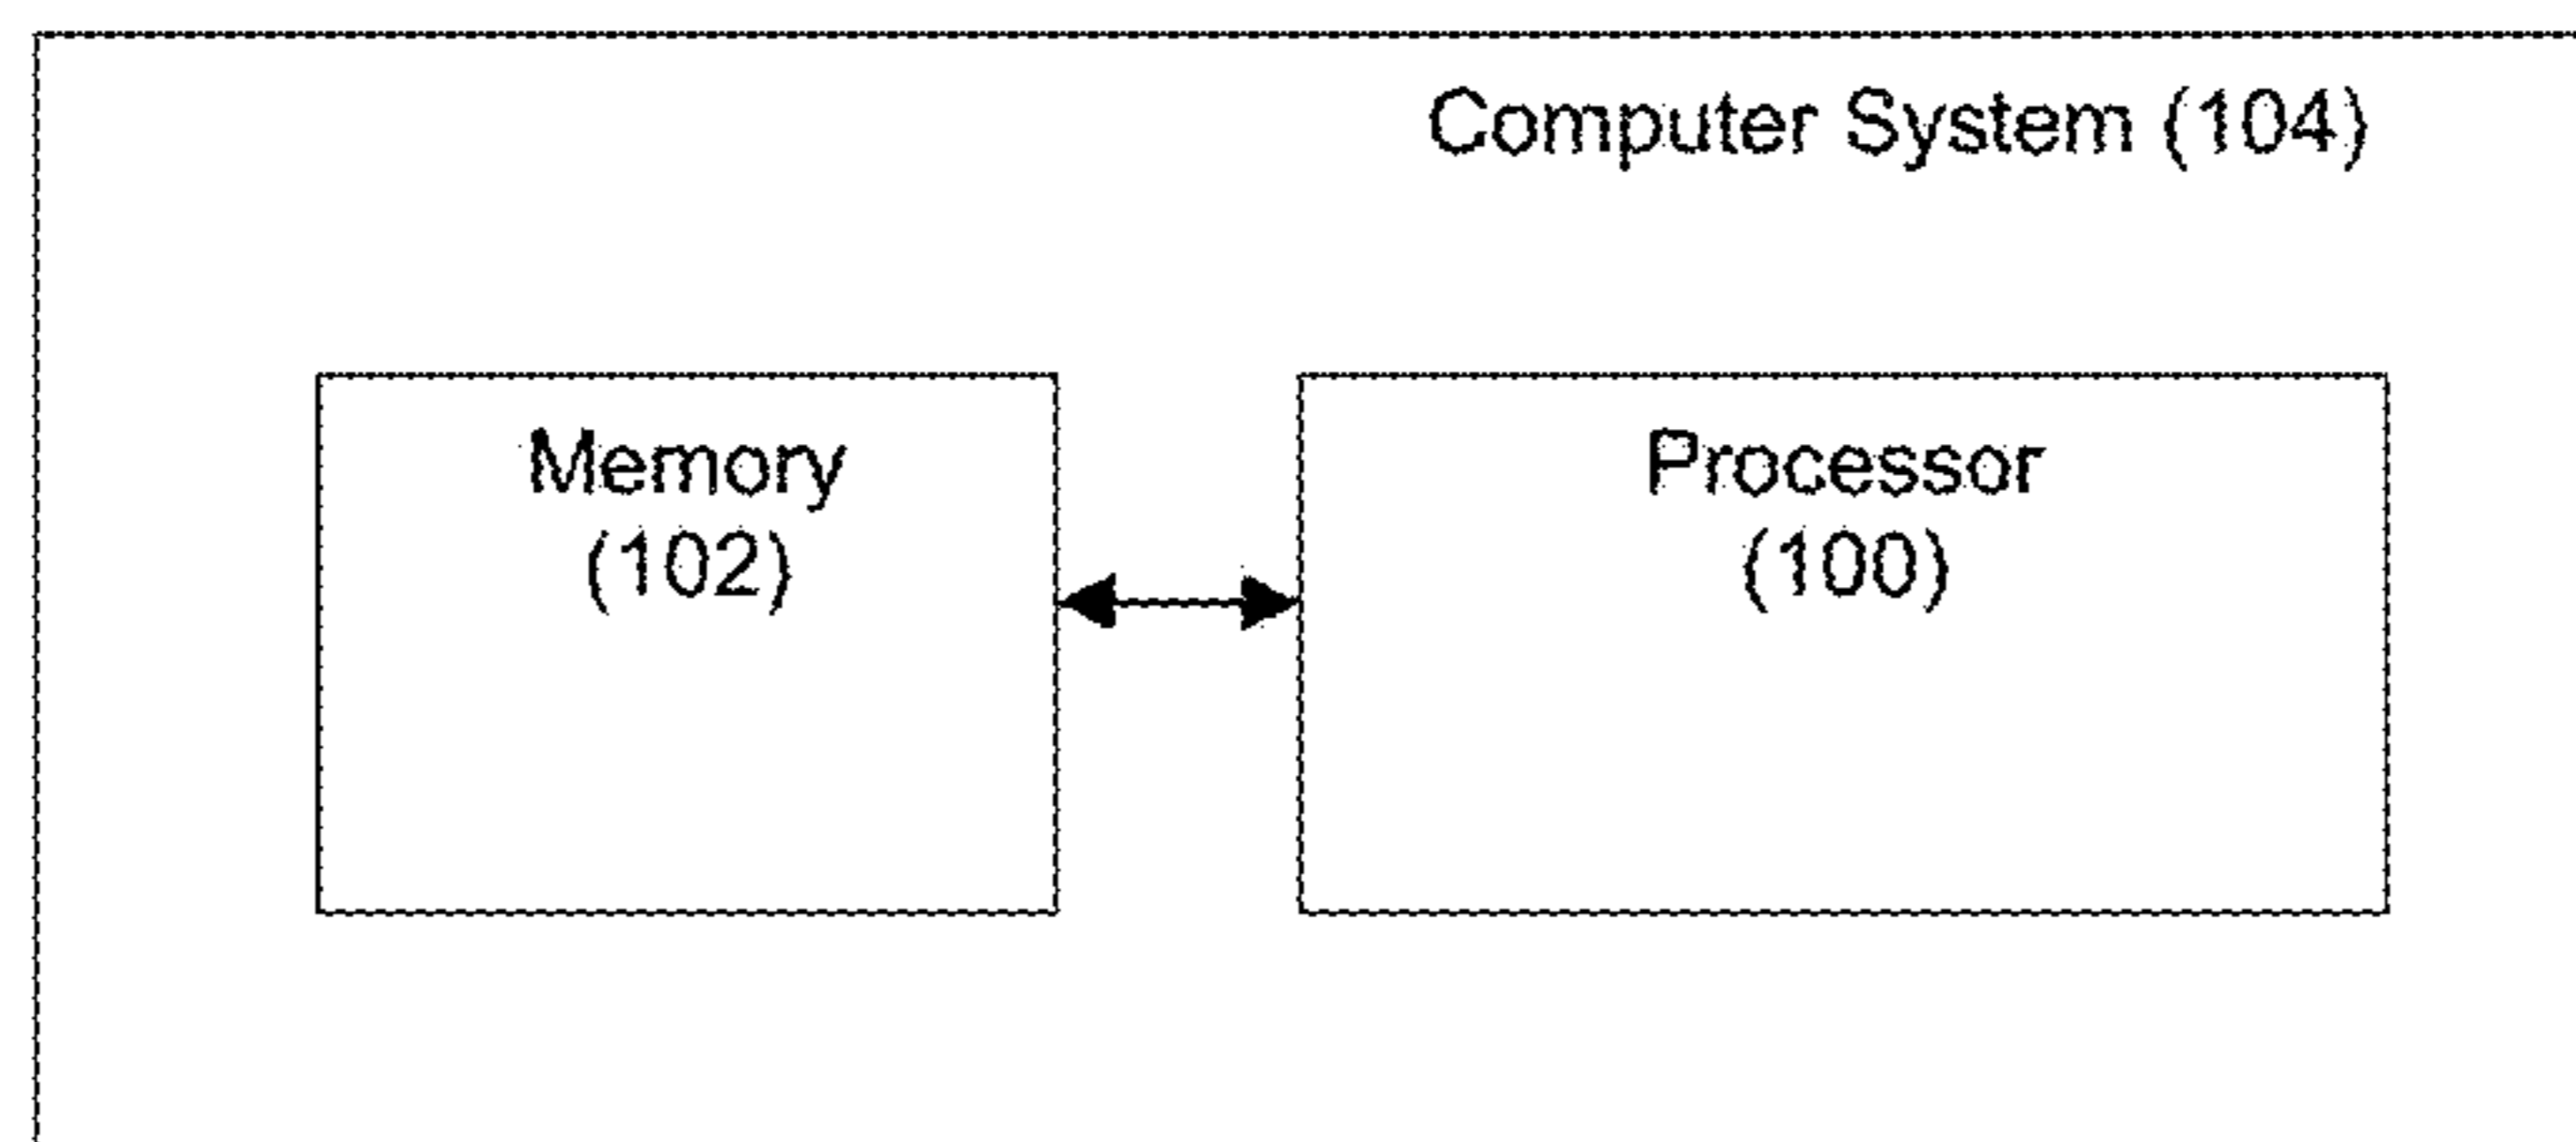 Computer System (104)
Memory
(102)
Processor
(100)